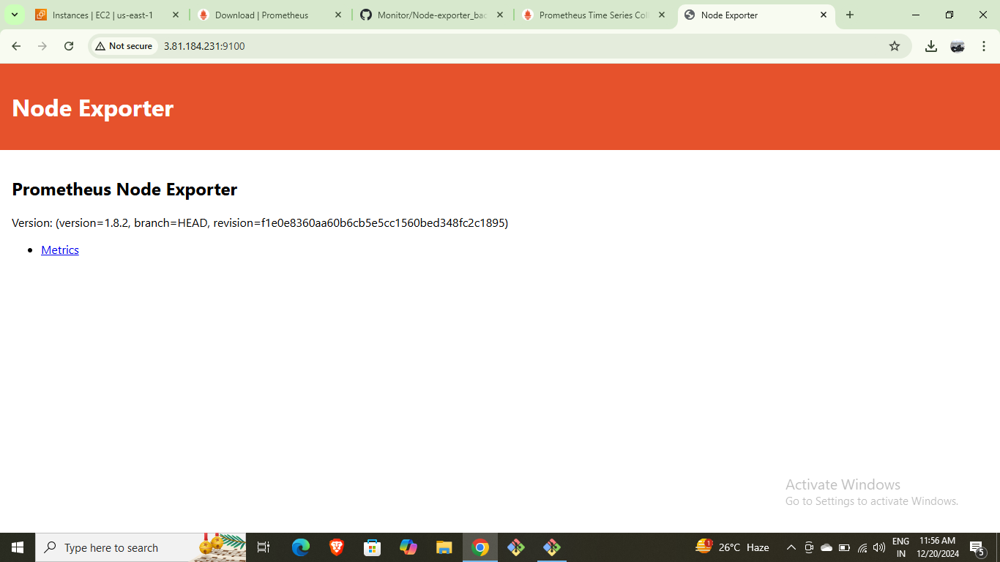 Instances | EC2 | us-east-1
Download | Prometheus
Monitor/Node-exporter_bac
Prometheus Time Series Coll
Node Exporter
Not secure
3.81.184.231:9100
Node Exporter
Prometheus Node Exporter
Version: (version=1.8.2, branch=HEAD, revision=f1e0e8360aa60b6cb5e5cc1560bed348fc2c1895)
Metrics
Activate Windows
Go to Settings to activate Windows.
Type here to search
1
26°C Haze
ENG
IN
11:56 AM
12/20/2024
5